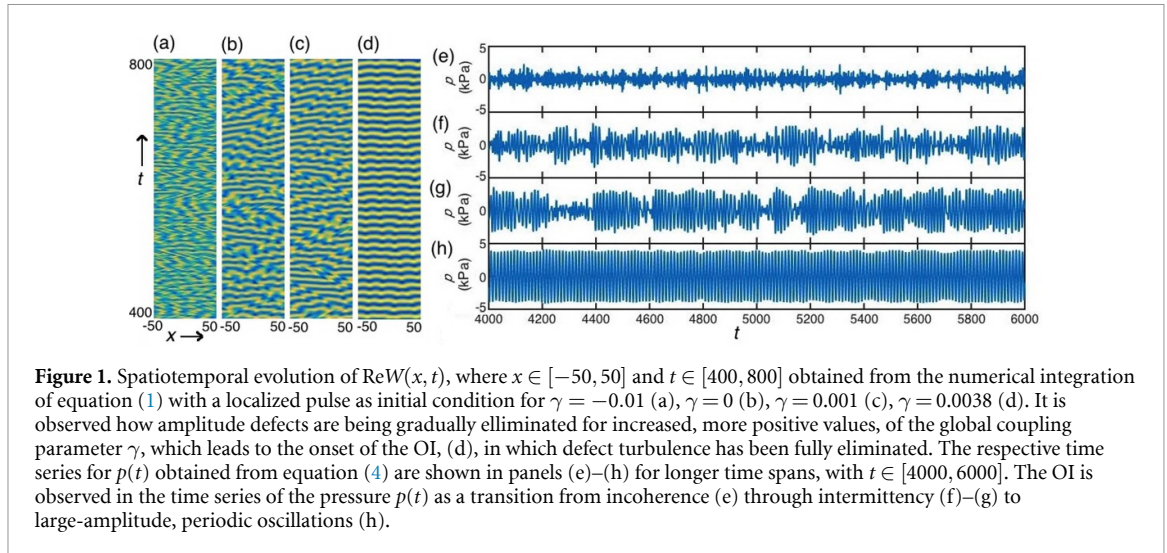 (a) (b) (c) (d)
800
t
400
-50 50 -50 50 -50 50 -50 50
x
(e) 5 0 -5 p (kPa)
(f) 5 0 -5 p (kPa)
(g) 5 0 p (kPa)
(h) 5 0 -5 p (kPa)
4000 4200 4400 4600 4800 5000 5200 5400 5600 5800 6000
t
Figure 1. Spatiotemporal evolution of ReW(x, t), where x ∈ [−50, 50] and t ∈ [400, 800] obtained from the numerical integration
of equation (1) with a localized pulse as initial condition for γ = −0.01 (a), γ = 0 (b), γ = 0.001 (c), γ = 0.0038 (d). It is
observed how amplitude defects are being gradually elliminated for increased, more positive values, of the global coupling
parameter γ, which leads to the onset of the OI, (d), in which defect turbulence has been fully eliminated. The respective time
series for p(t) obtained from equation (4) are shown in panels (e)–(h) for longer time spans, with t ∈ [4000, 6000]. The OI is
observed in the time series of the pressure p(t) as a transition from incoherence (e) through intermittency (f)–(g) to
large-amplitude, periodic oscillations (h).